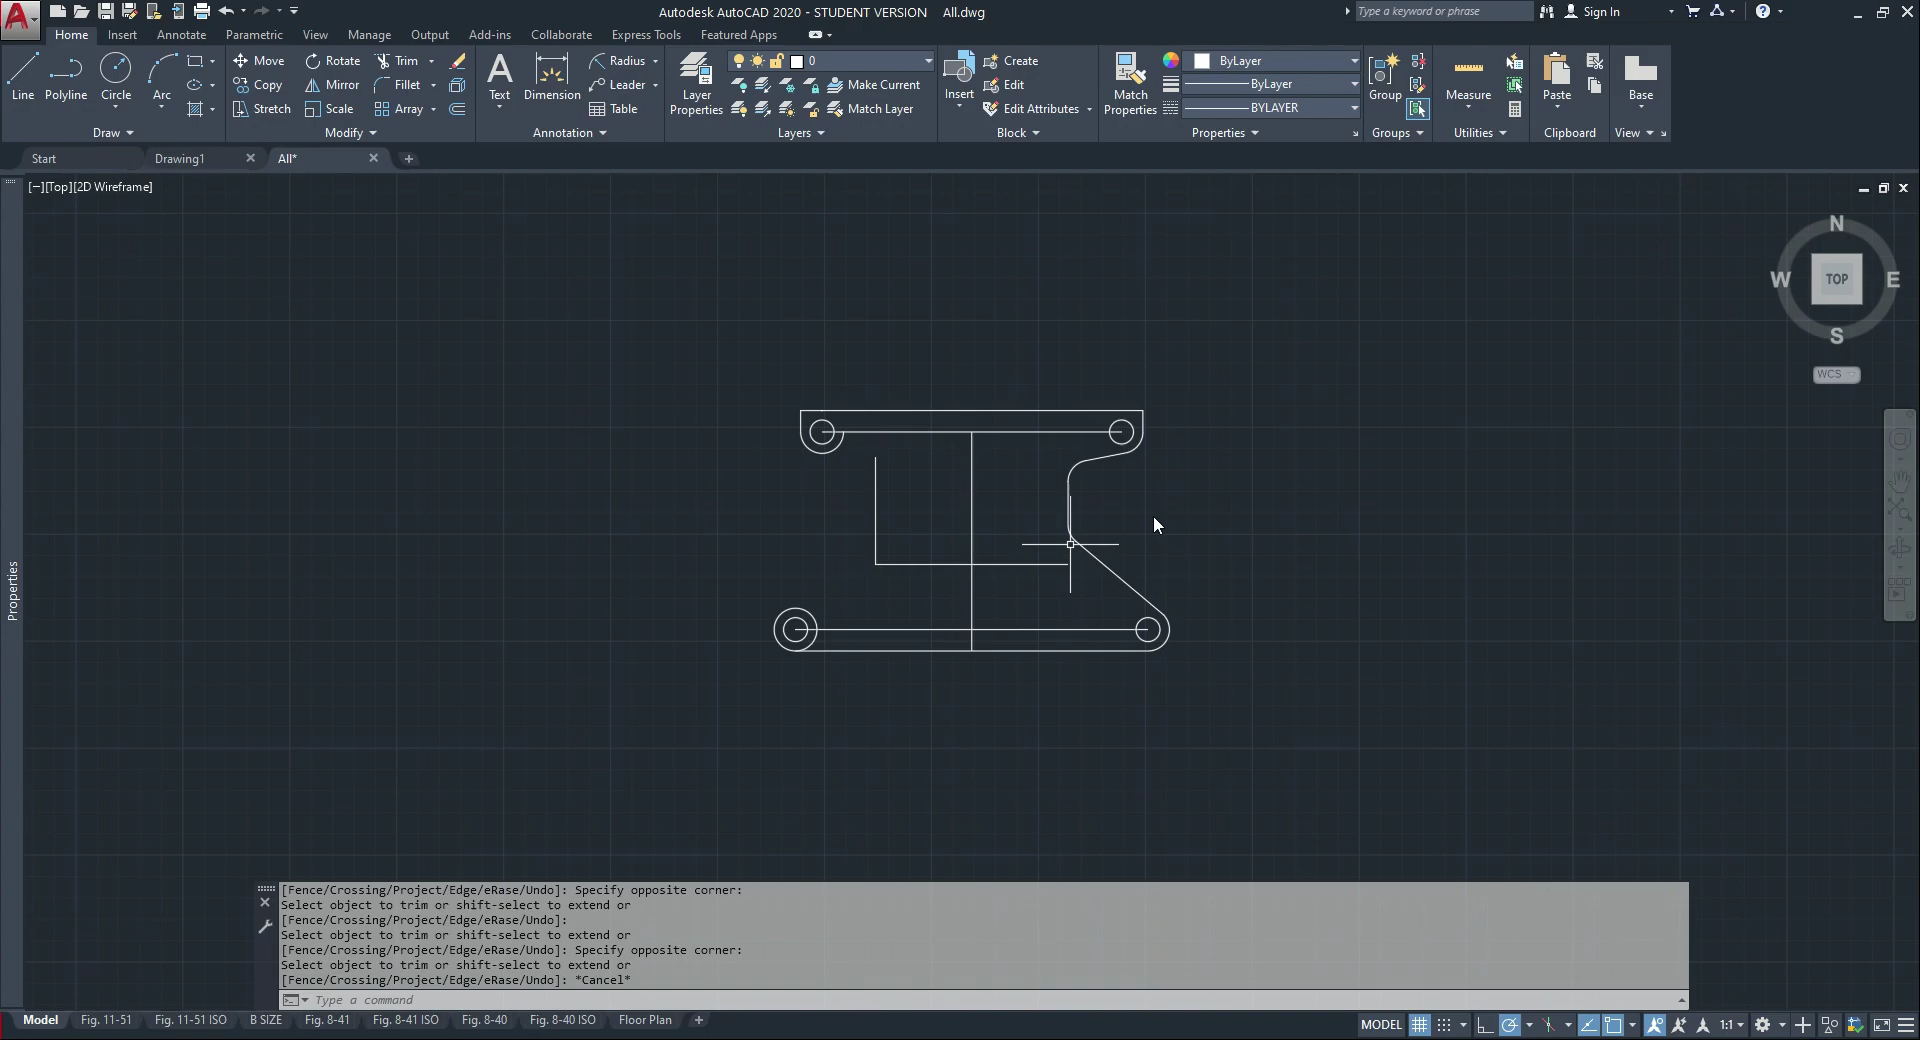 Autodesk AutoCAD 2020 - STUDENT VERSION All.dwg
Type a keyword or phrase
Sign In
Home Insert Annotate Parametric View Manage Output Add-ins Collaborate Express Tools Featured Apps
Line Polyline Circle Arc
Draw
Move Rotate Trim
Copy Mirror Fillet
Stretch Scale Array
Modify
Text Dimension
Radius
Leader
Table
Annotation
Layer Properties
0
Make Current
Match Layer
Layers
Insert
Create
Edit
Edit Attributes
Block
Match Properties
ByLayer
ByLayer
BYLAYER
Properties
Group
Groups
Measure
Utilities
Paste
Clipboard
Base
View
Start Drawing1 All*
[−][Top][2D Wireframe]
N
W TOP E
S
WCS
Properties
[Fence/Crossing/Project/Edge/eRase/Undo]: Specify opposite corner:
Select object to trim or shift-select to extend or
[Fence/Crossing/Project/Edge/eRase/Undo]:
Select object to trim or shift-select to extend or
[Fence/Crossing/Project/Edge/eRase/Undo]: Specify opposite corner:
Select object to trim or shift-select to extend or
[Fence/Crossing/Project/Edge/eRase/Undo]: *Cancel*
Type a command
Model Fig. 11-51 Fig. 11-51 ISO B SIZE Fig. 8-41 Fig. 8-41 ISO Fig. 8-40 Fig. 8-40 ISO Floor Plan
MODEL 1:1